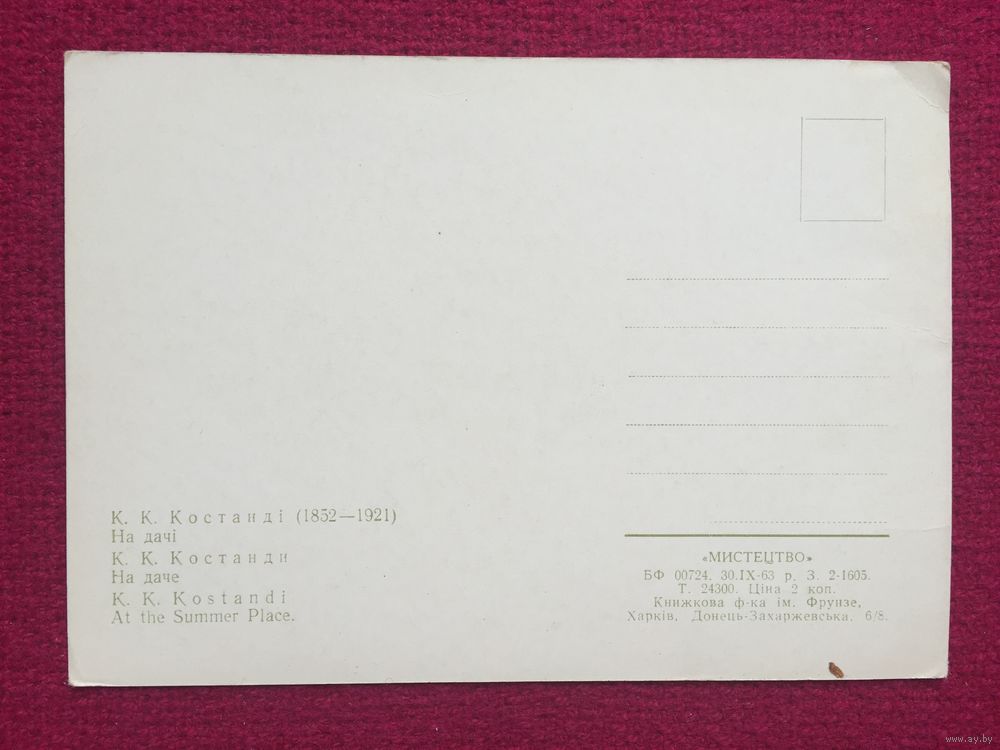 К. К. Костанді (1852—1921)
На дачі
К. К. Костанди
На даче
K. K. Kostandi
At the Summer Place.
«МИСТЕЦТВО»
БФ 00724. 30.IX-63 р. З. 2-1605.
Т. 24300. Ціна 2 коп.
Книжкова ф-ка ім. Фрунзе,
Харків, Донець-Захаржевська, 6/8.
www.ay.by